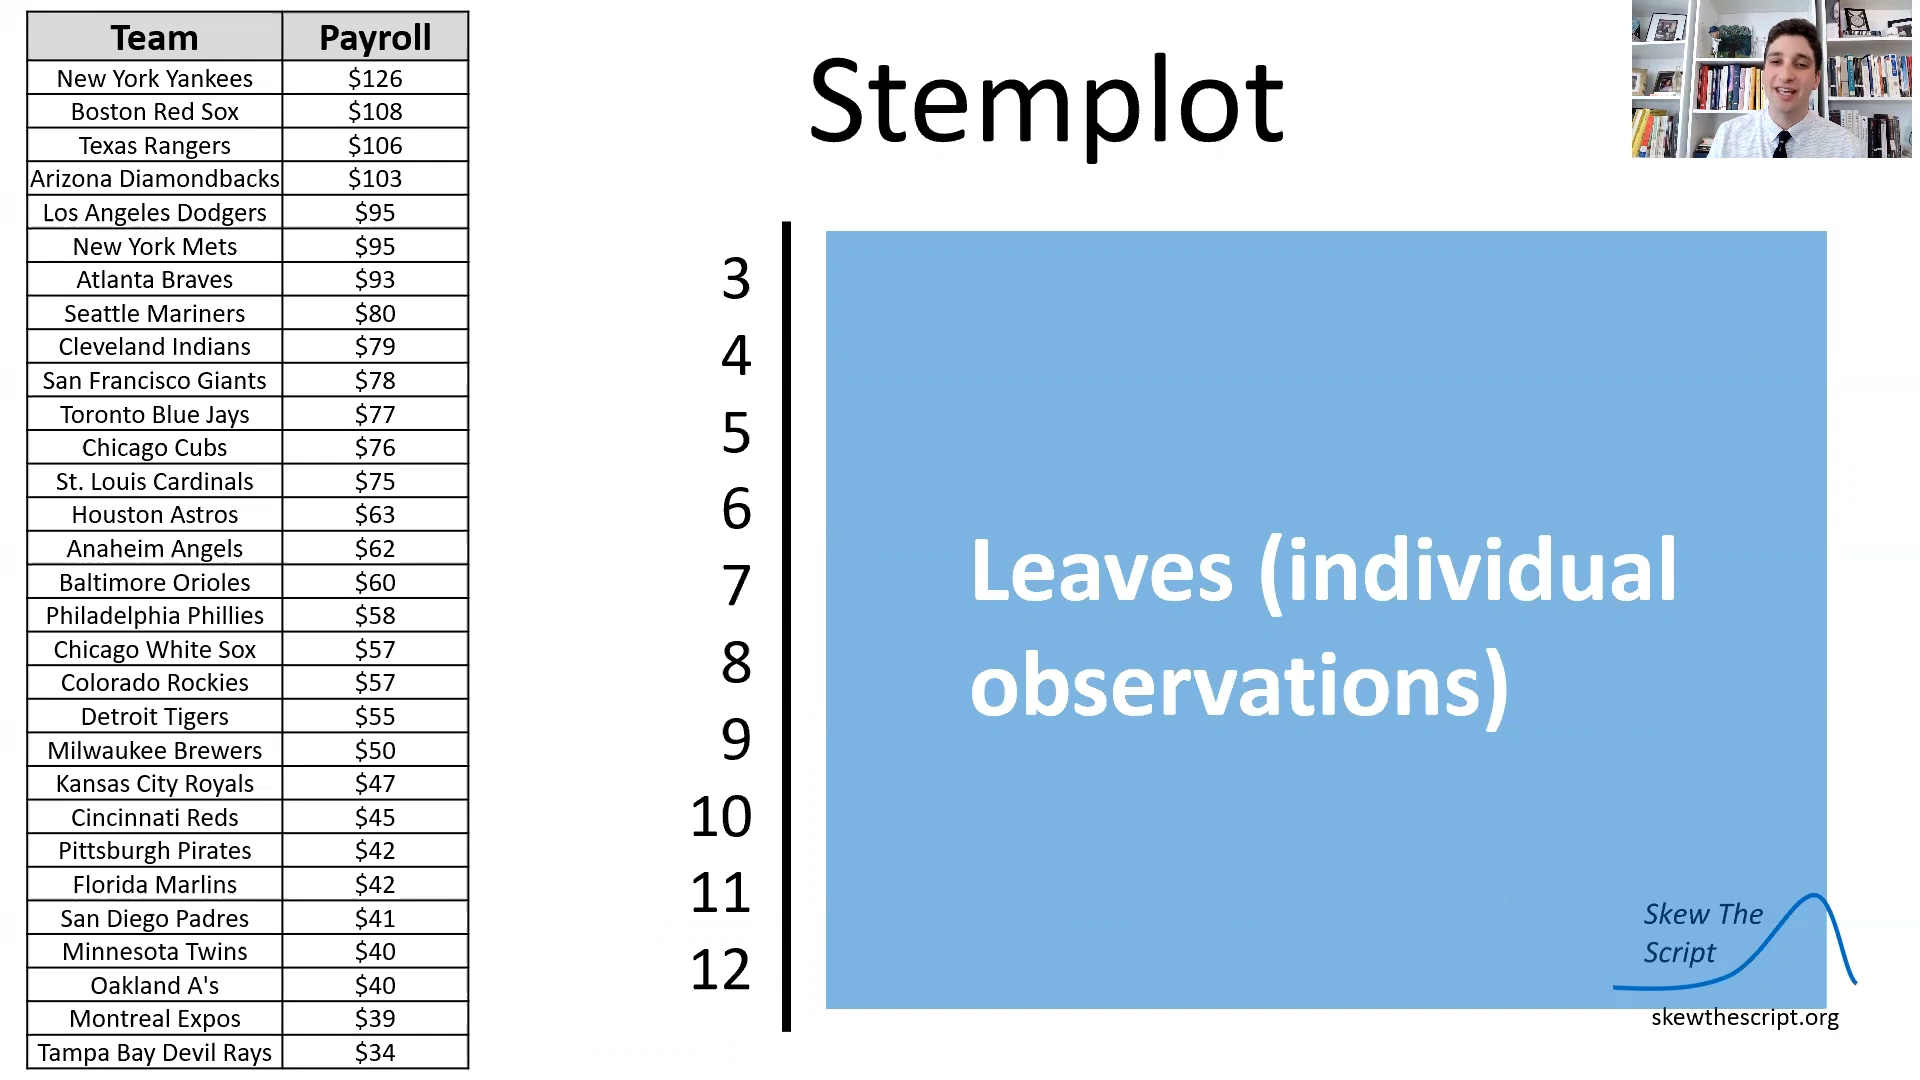 Team Payroll
New York Yankees $126
Boston Red Sox $108
Texas Rangers $106
Arizona Diamondbacks $103
Los Angeles Dodgers $95
New York Mets $95
Atlanta Braves $93
Seattle Mariners $80
Cleveland Indians $79
San Francisco Giants $78
Toronto Blue Jays $77
Chicago Cubs $76
St. Louis Cardinals $75
Houston Astros $63
Anaheim Angels $62
Baltimore Orioles $60
Philadelphia Phillies $58
Chicago White Sox $57
Colorado Rockies $57
Detroit Tigers $55
Milwaukee Brewers $50
Kansas City Royals $47
Cincinnati Reds $45
Pittsburgh Pirates $42
Florida Marlins $42
San Diego Padres $41
Minnesota Twins $40
Oakland A's $40
Montreal Expos $39
Tampa Bay Devil Rays $34
Stemplot
3
4
5
6
7
8
9
10
11
12
Leaves (individual
observations)
Skew The
Script
skewthescript.org